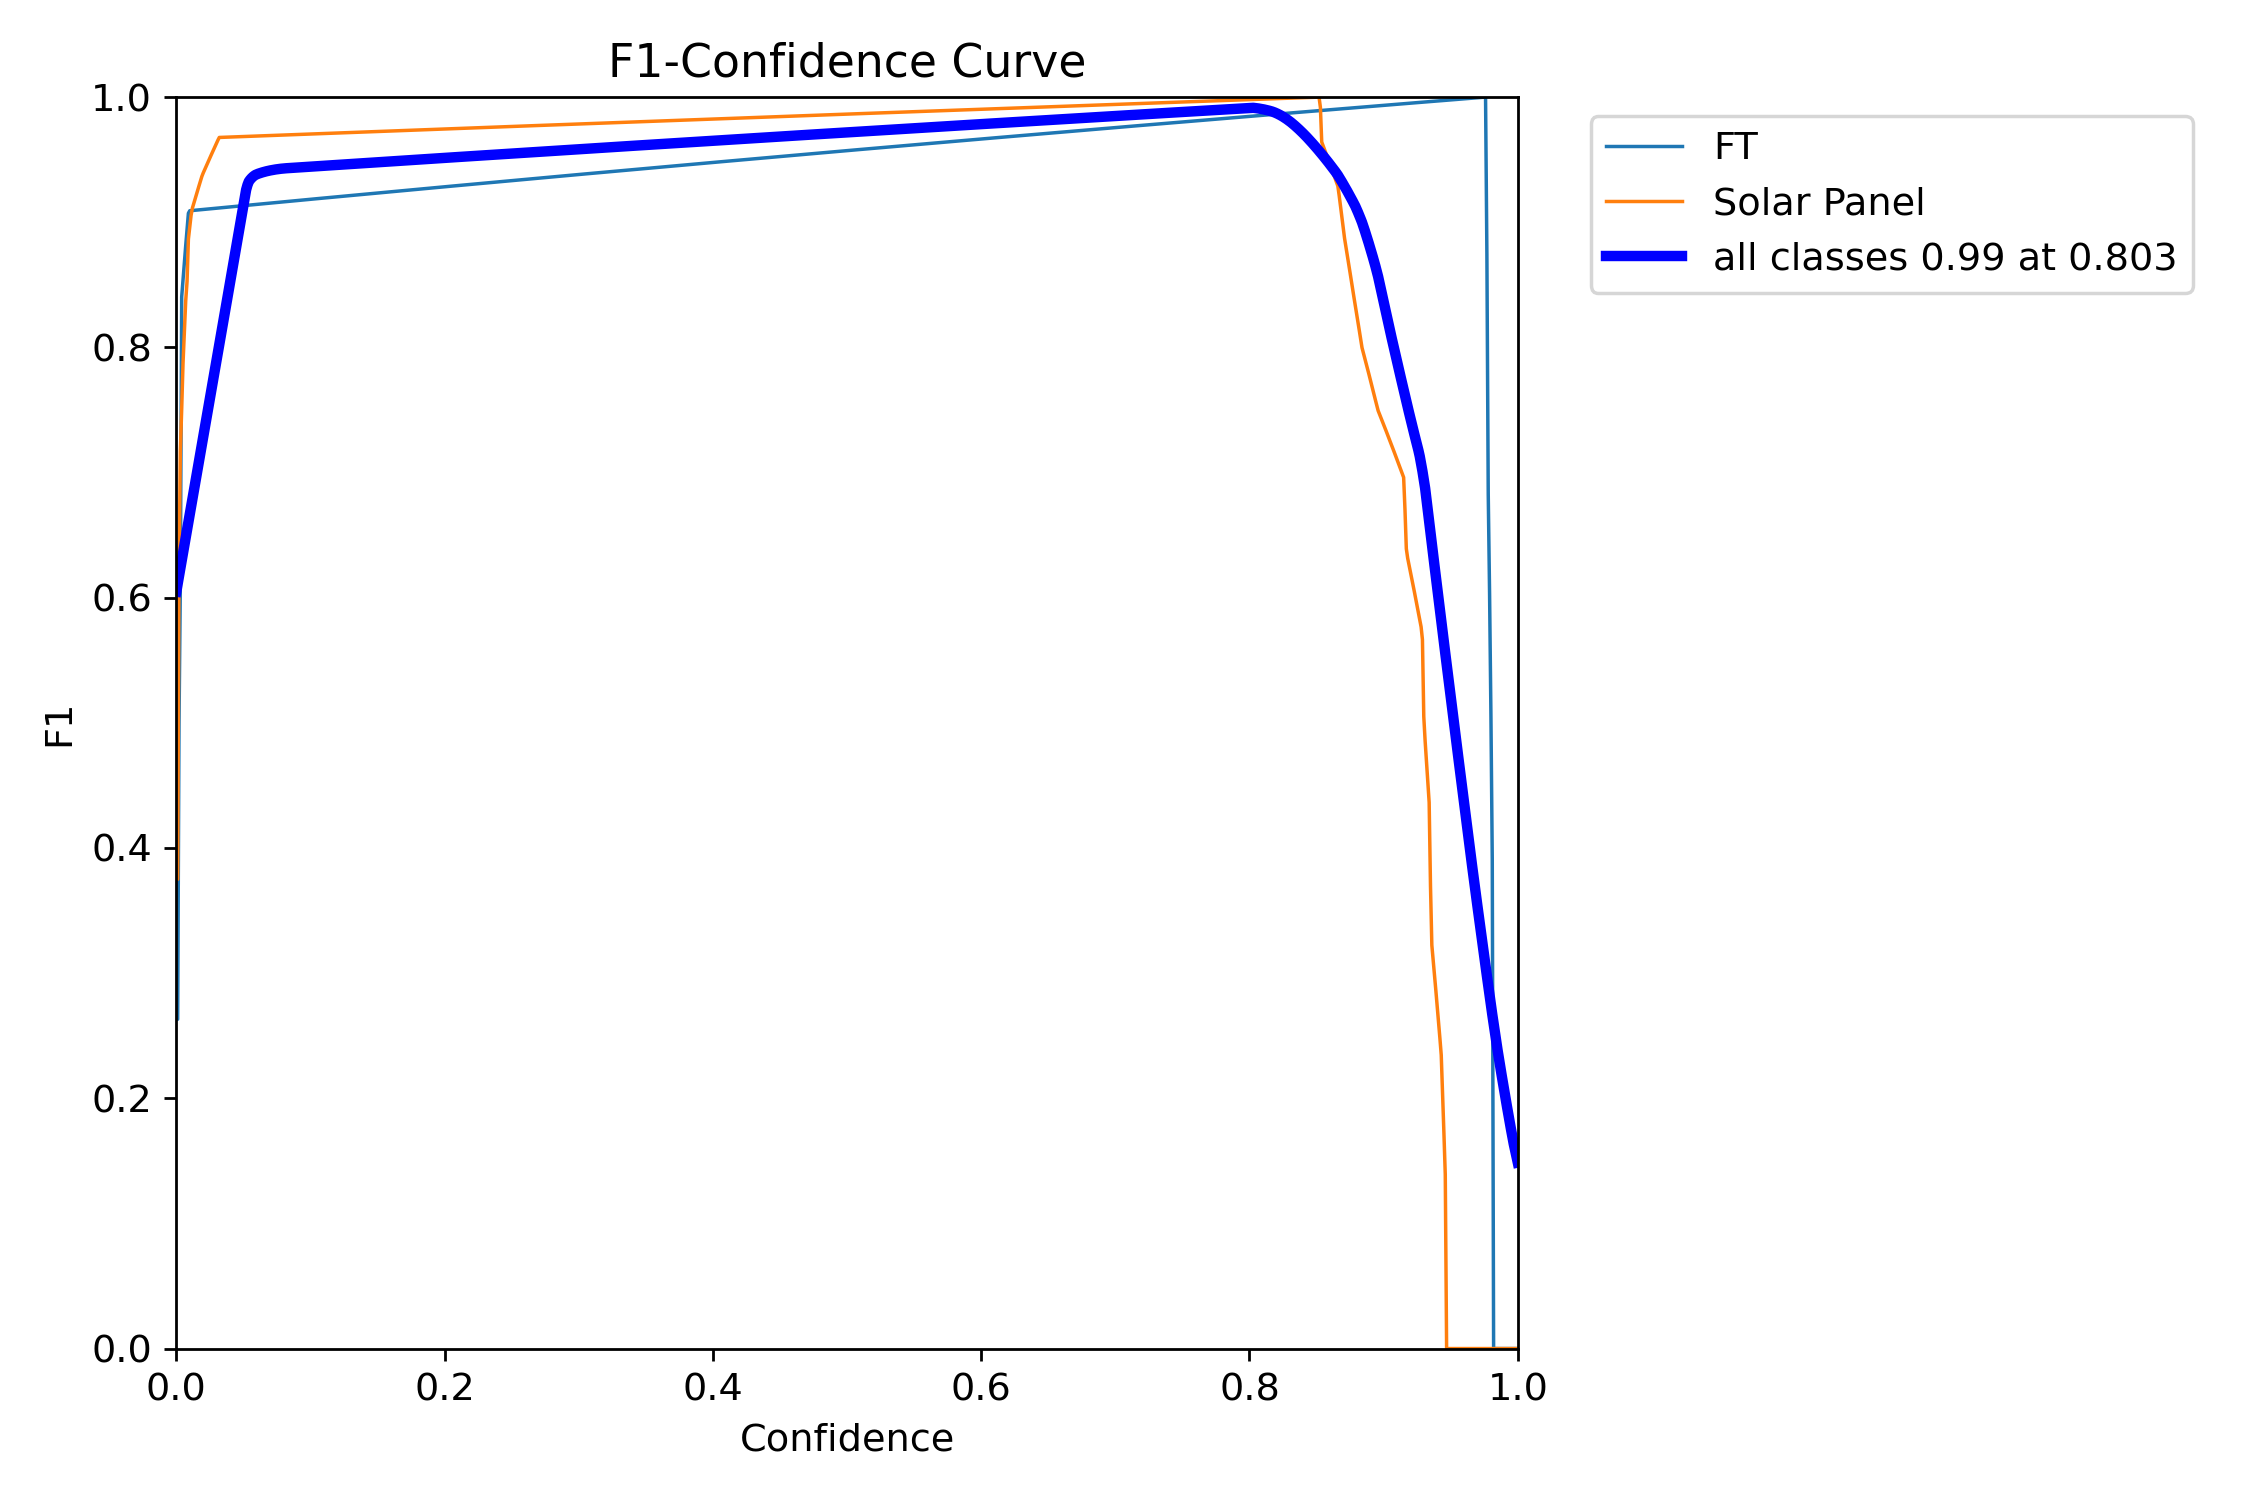 F1-Confidence Curve
1.0
0.8
0.6
0.4
0.2
0.0
F1
0.0 0.2 0.4 0.6 0.8 1.0
Confidence
FT
Solar Panel
all classes 0.99 at 0.803